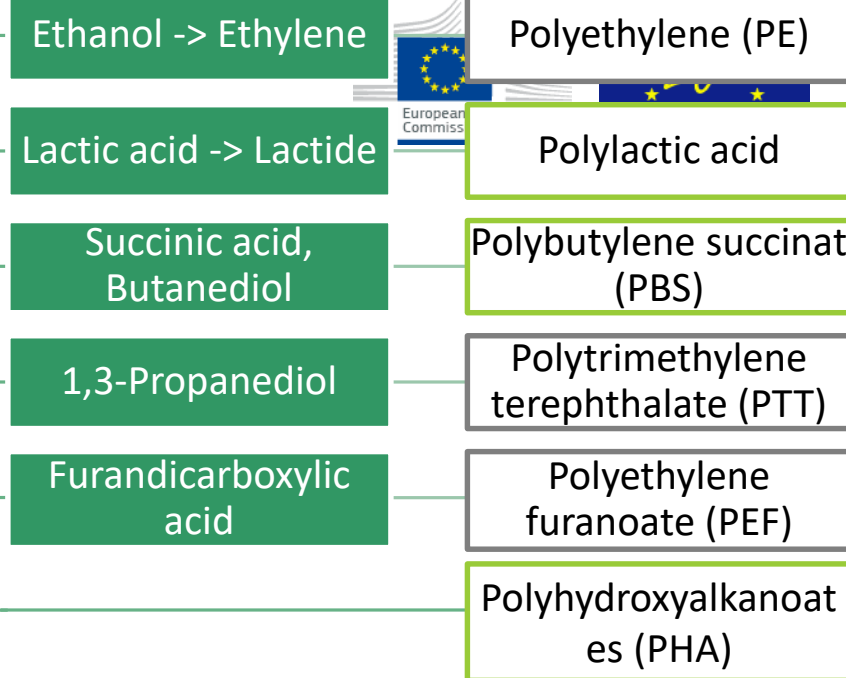 Ethanol -> Ethylene
Polyethylene (PE)
European
Commiss
Lactic acid -> Lactide
Polylactic acid
Succinic acid,
Butanediol
Polybutylene succinat
(PBS)
1,3-Propanediol
Polytrimethylene
terephthalate (PTT)
Furandicarboxylic
acid
Polyethylene
furanoate (PEF)
Polyhydroxyalkanoat
es (PHA)